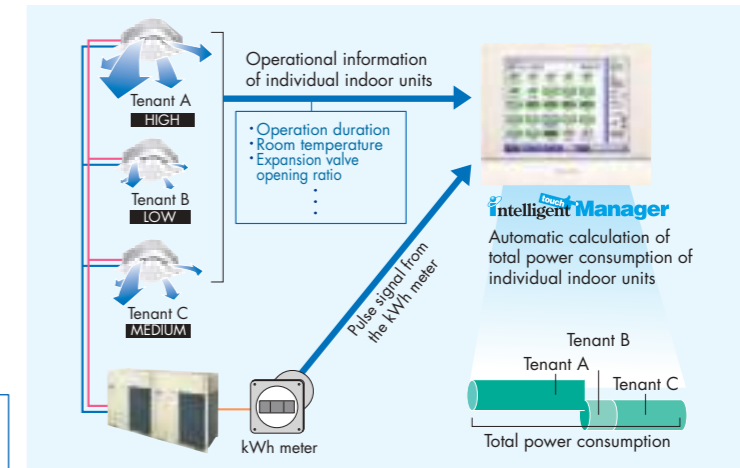 Operational information
of individual indoor units
Tenant A
HIGH
・Operation duration
・Room temperature
・Expansion valve
opening ratio
Tenant B
LOW
Tenant C
MEDIUM
Pulse signal from
the kWh meter
kWh meter
intelligent touch Manager
Automatic calculation of
total power consumption of
individual indoor units
Tenant B
Tenant A
Tenant C
Total power consumption